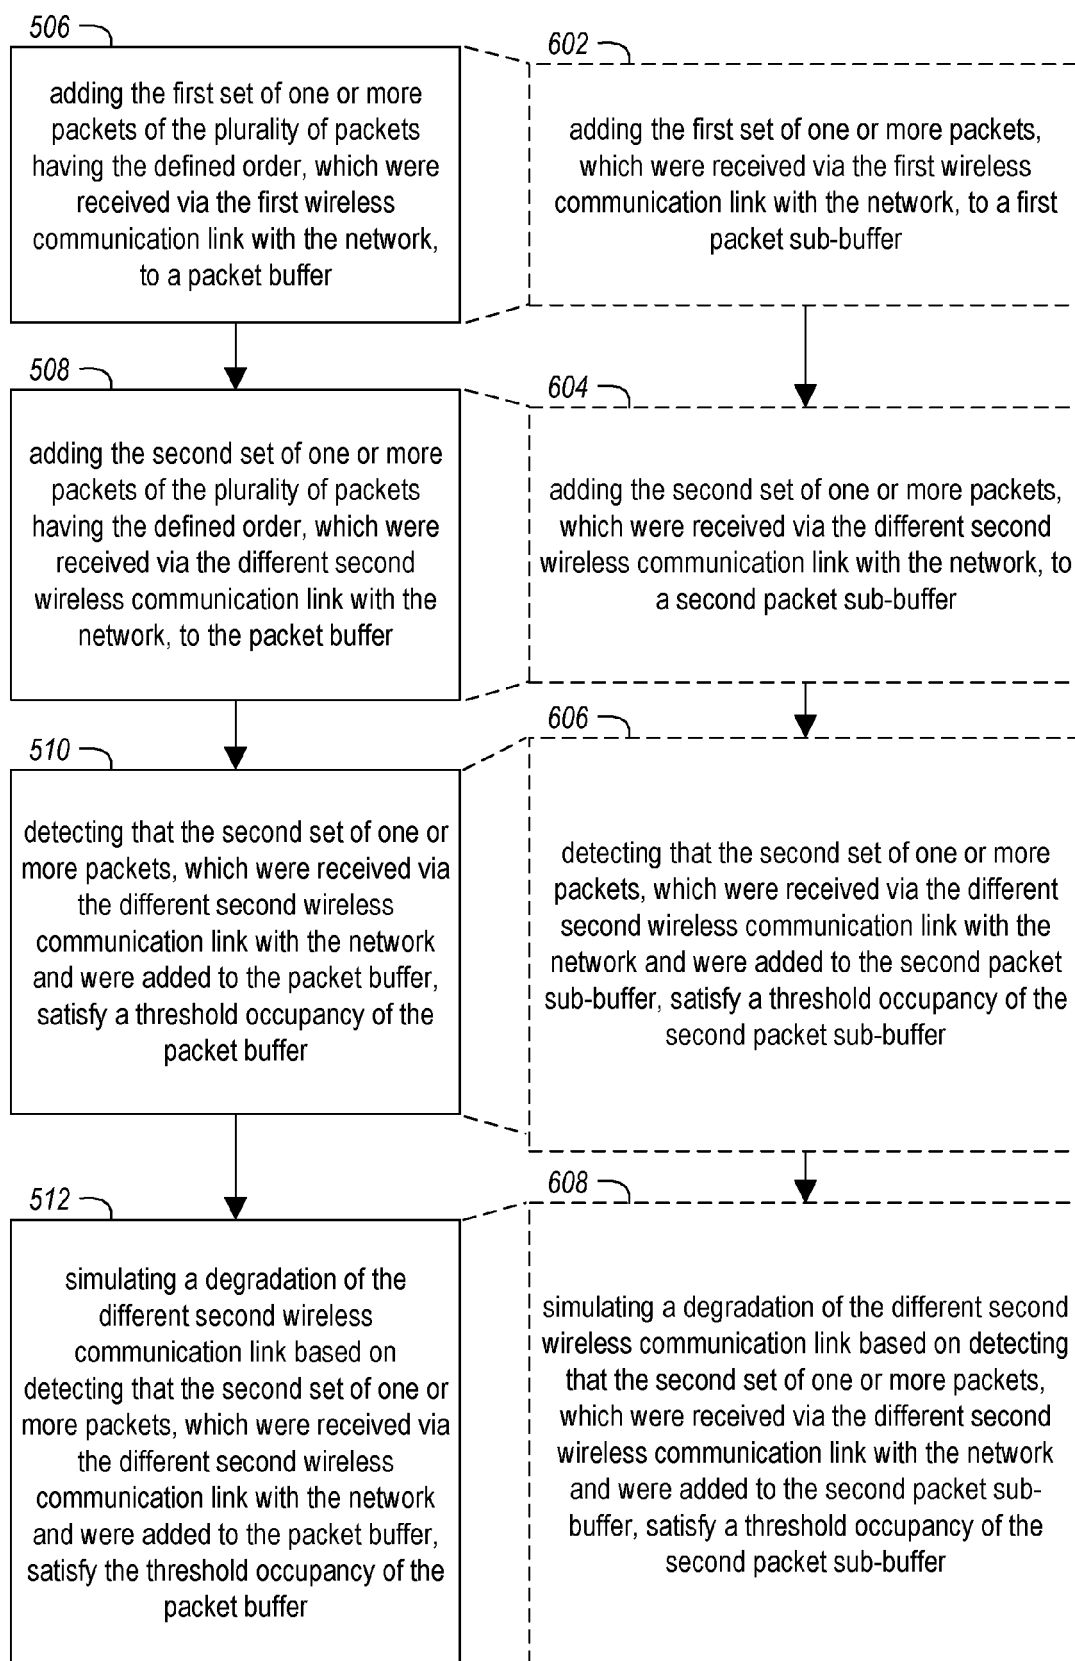 506
adding the first set of one or more
packets of the plurality of packets
having the defined order, which were
received via the first wireless
communication link with the network,
to a packet buffer
602
adding the first set of one or more packets,
which were received via the first wireless
communication link with the network, to a first
packet sub-buffer
508
adding the second set of one or more
packets of the plurality of packets
having the defined order, which were
received via the different second
wireless communication link with the
network, to the packet buffer
604
adding the second set of one or more packets,
which were received via the different second
wireless communication link with the network, to
a second packet sub-buffer
510
detecting that the second set of one or
more packets, which were received via
the different second wireless
communication link with the network
and were added to the packet buffer,
satisfy a threshold occupancy of the
packet buffer
606
detecting that the second set of one or more
packets, which were received via the different
second wireless communication link with the
network and were added to the second packet
sub-buffer, satisfy a threshold occupancy of the
second packet sub-buffer
512
simulating a degradation of the
different second wireless
communication link based on
detecting that the second set of one or
more packets, which were received via
the different second wireless
communication link with the network
and were added to the packet buffer,
satisfy the threshold occupancy of the
packet buffer
608
simulating a degradation of the different second
wireless communication link based on detecting
that the second set of one or more packets,
which were received via the different second
wireless communication link with the network
and were added to the second packet sub-
buffer, satisfy a threshold occupancy of the
second packet sub-buffer